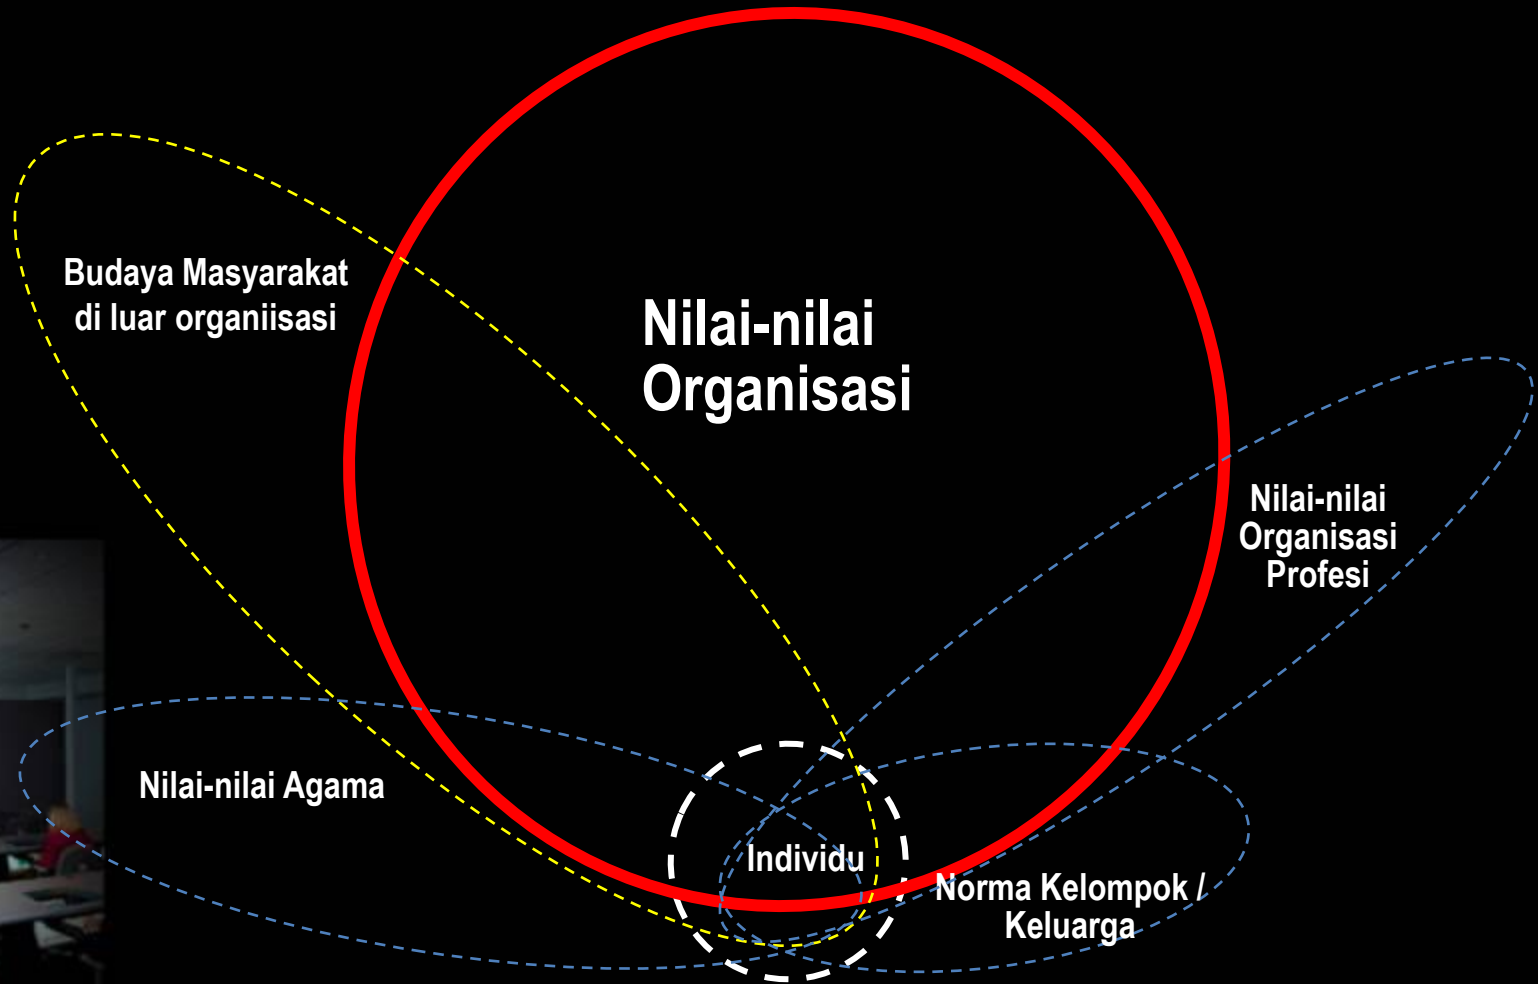 Budaya Masyarakat
di luar organiisasi
Nilai-nilai
Organisasi
Nilai-nilai
Organisasi
Profesi
Nilai-nilai Agama
Individu
Norma Kelompok /
Keluarga